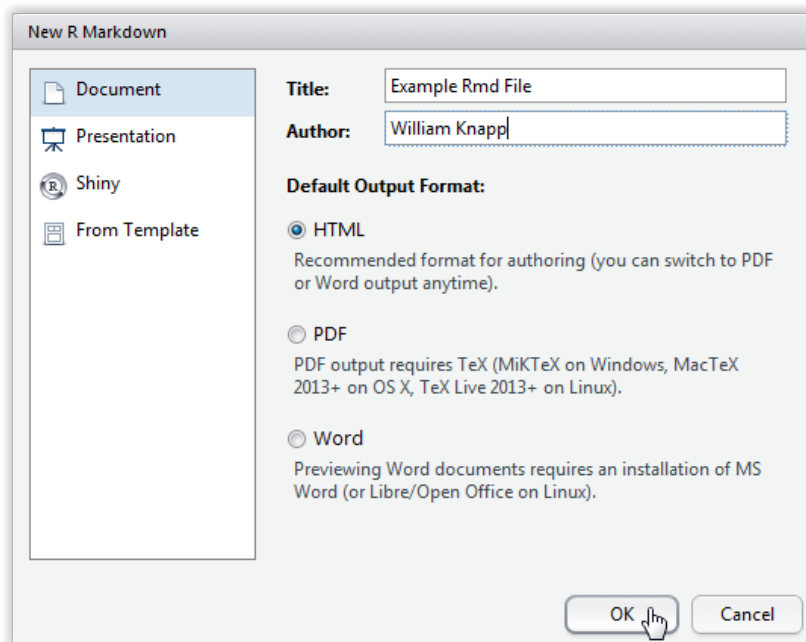 New R Markdown
Document
Presentation
Shiny
From Template
Title:
Example Rmd File
Author:
William Knapp
Default Output Format:
HTML
Recommended format for authoring (you can switch to PDF
or Word output anytime).
PDF
PDF output requires TeX (MiKTeX on Windows, MacTeX
2013+ on OS X, TeX Live 2013+ on Linux).
Word
Previewing Word documents requires an installation of MS
Word (or Libre/Open Office on Linux).
OK
Cancel